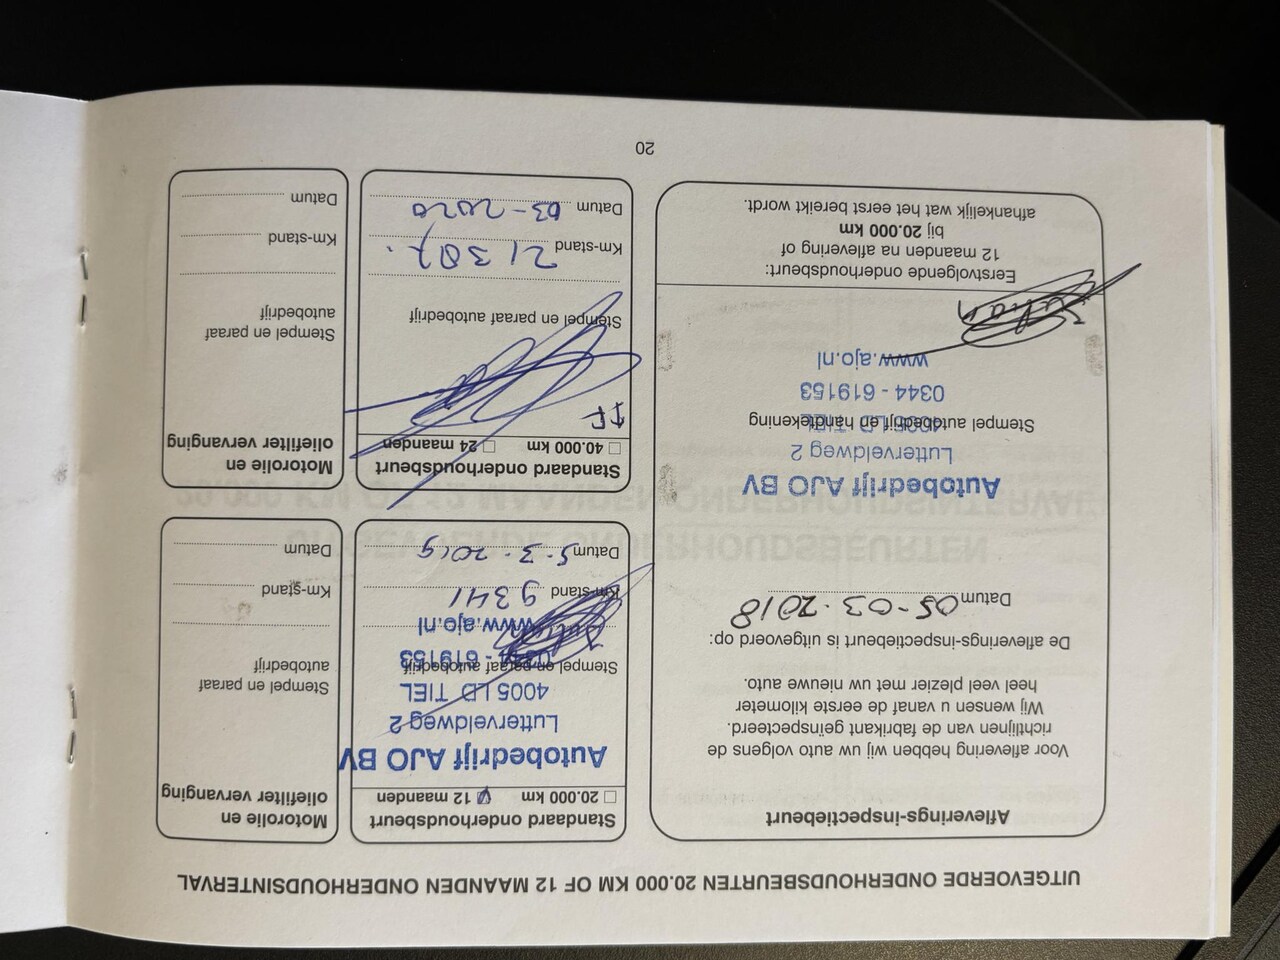 UITGEVOERDE ONDERHOUDSBEURTEN 20.000 KM OF 12 MAANDEN ONDERHOUDSINTERVAL
Afleverings-inspectiebeurt
Voor aflevering hebben wij uw auto volgens de
richtlijnen van de fabrikant geïnspecteerd.
Wij wensen u vanaf de eerste kilometer
heel veel plezier met uw nieuwe auto.
De afleverings-inspectiebeurt is uitgevoerd op:
Datum 05-03-2018
Autobedrijf AJO BV
Lutterveldweg 2
4005 LD TIEL
Stempel autobedrijf en handtekening
0344 - 619153
www.ajo.nl
Eerstvolgende onderhoudsbeurt:
12 maanden na aflevering of
bij
20.000 km
afhankelijk wat het eerst bereikt wordt.
Standaard onderhoudsbeurt
20.000 km 12 maanden
Autobedrijf AJO BV
Lutterveldweg 2
4005 LD TIEL
Stempel en paraaf autobedrijf
0344 - 619153
www.ajo.nl
Km-stand 9341
Datum 5-3-2019
Motorolie en
oliefilter vervanging
Stempel en paraaf
autobedrijf
Km-stand
Datum
Standaard onderhoudsbeurt
40.000 km 24 maanden
Stempel en paraaf autobedrijf
Km-stand
Datum 03-2020
Motorolie en
oliefilter vervanging
Stempel en paraaf
autobedrijf
Km-stand
Datum
20